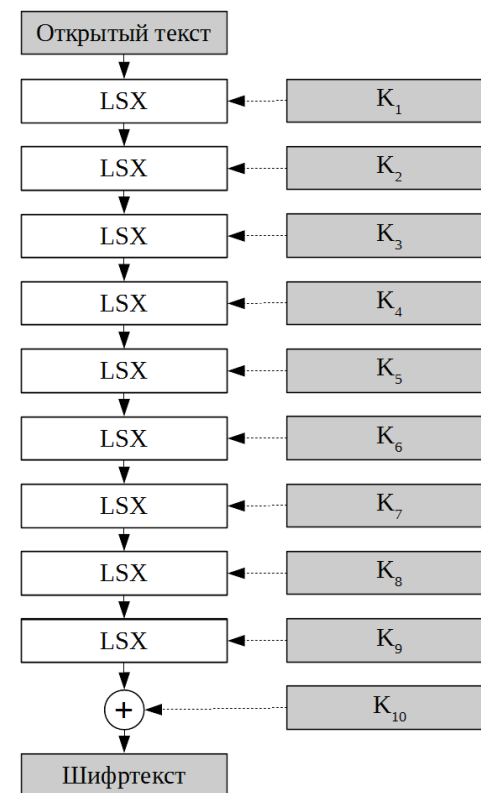 Открытый текст
LSX K₁
LSX K₂
LSX K₃
LSX K₄
LSX K₅
LSX K₆
LSX K₇
LSX K₈
LSX K₉
+ K₁₀
Шифртекст